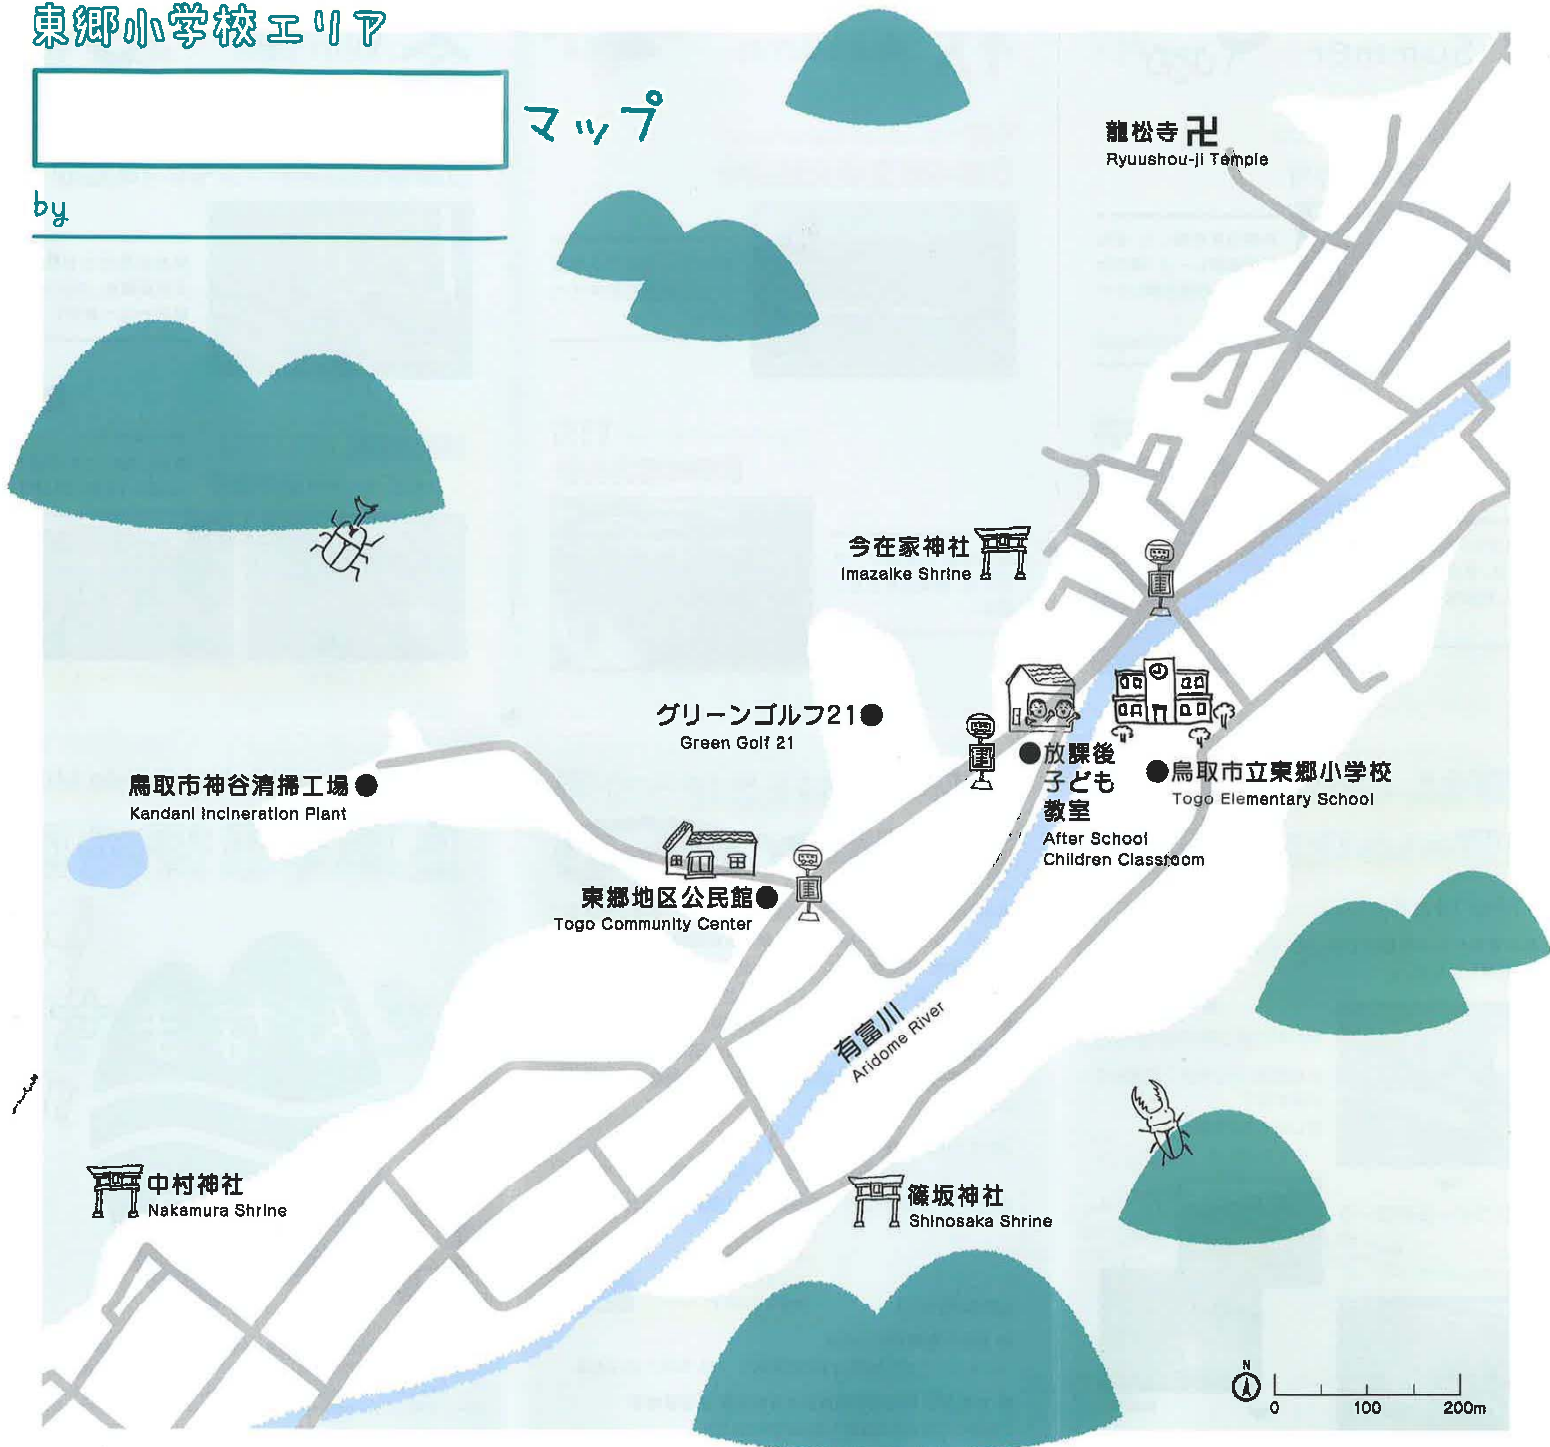 東郷小学校エリア
マップ
by
龍松寺
Ryuushou-ji Temple
今在家神社
Imazaike Shrine
グリーンゴルフ21
Green Golf 21
放課後
子ども
教室
After School
Children Classroom
鳥取市立東郷小学校
Togo Elementary School
鳥取市神谷清掃工場
Kandani Incineration Plant
東郷地区公民館
Togo Community Center
有富川
Aridome River
中村神社
Nakamura Shrine
篠坂神社
Shinosaka Shrine
N
0 100 200m